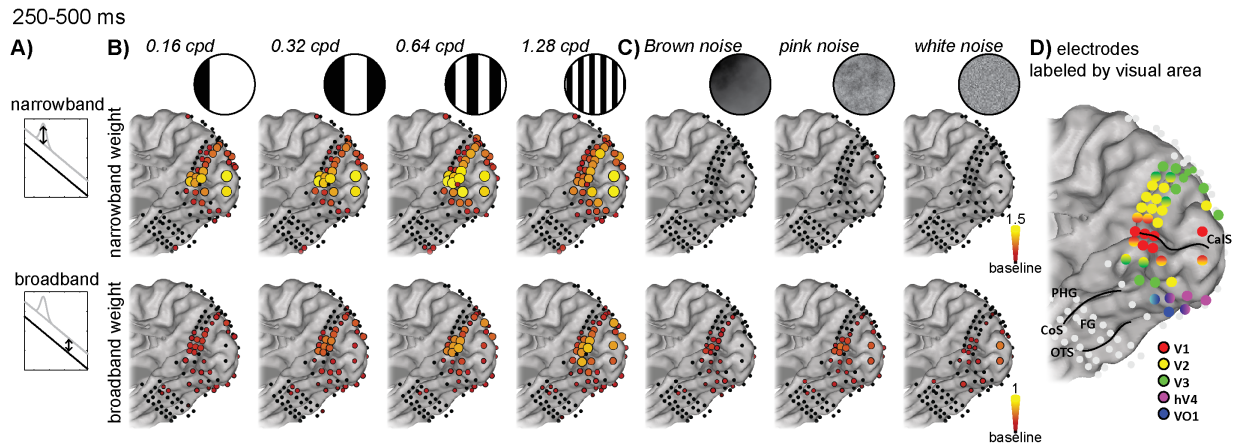 250-500 ms
A)
B)
0.16 cpd
0.32 cpd
0.64 cpd
1.28 cpd
C)
Brown noise
pink noise
white noise
D) electrodes
labeled by visual area
narrowband
narrowband weight
1.5
baseline
broadband
broadband weight
1
baseline
CalS
PHG
CoS
FG
OTS
V1
V2
V3
hV4
VO1